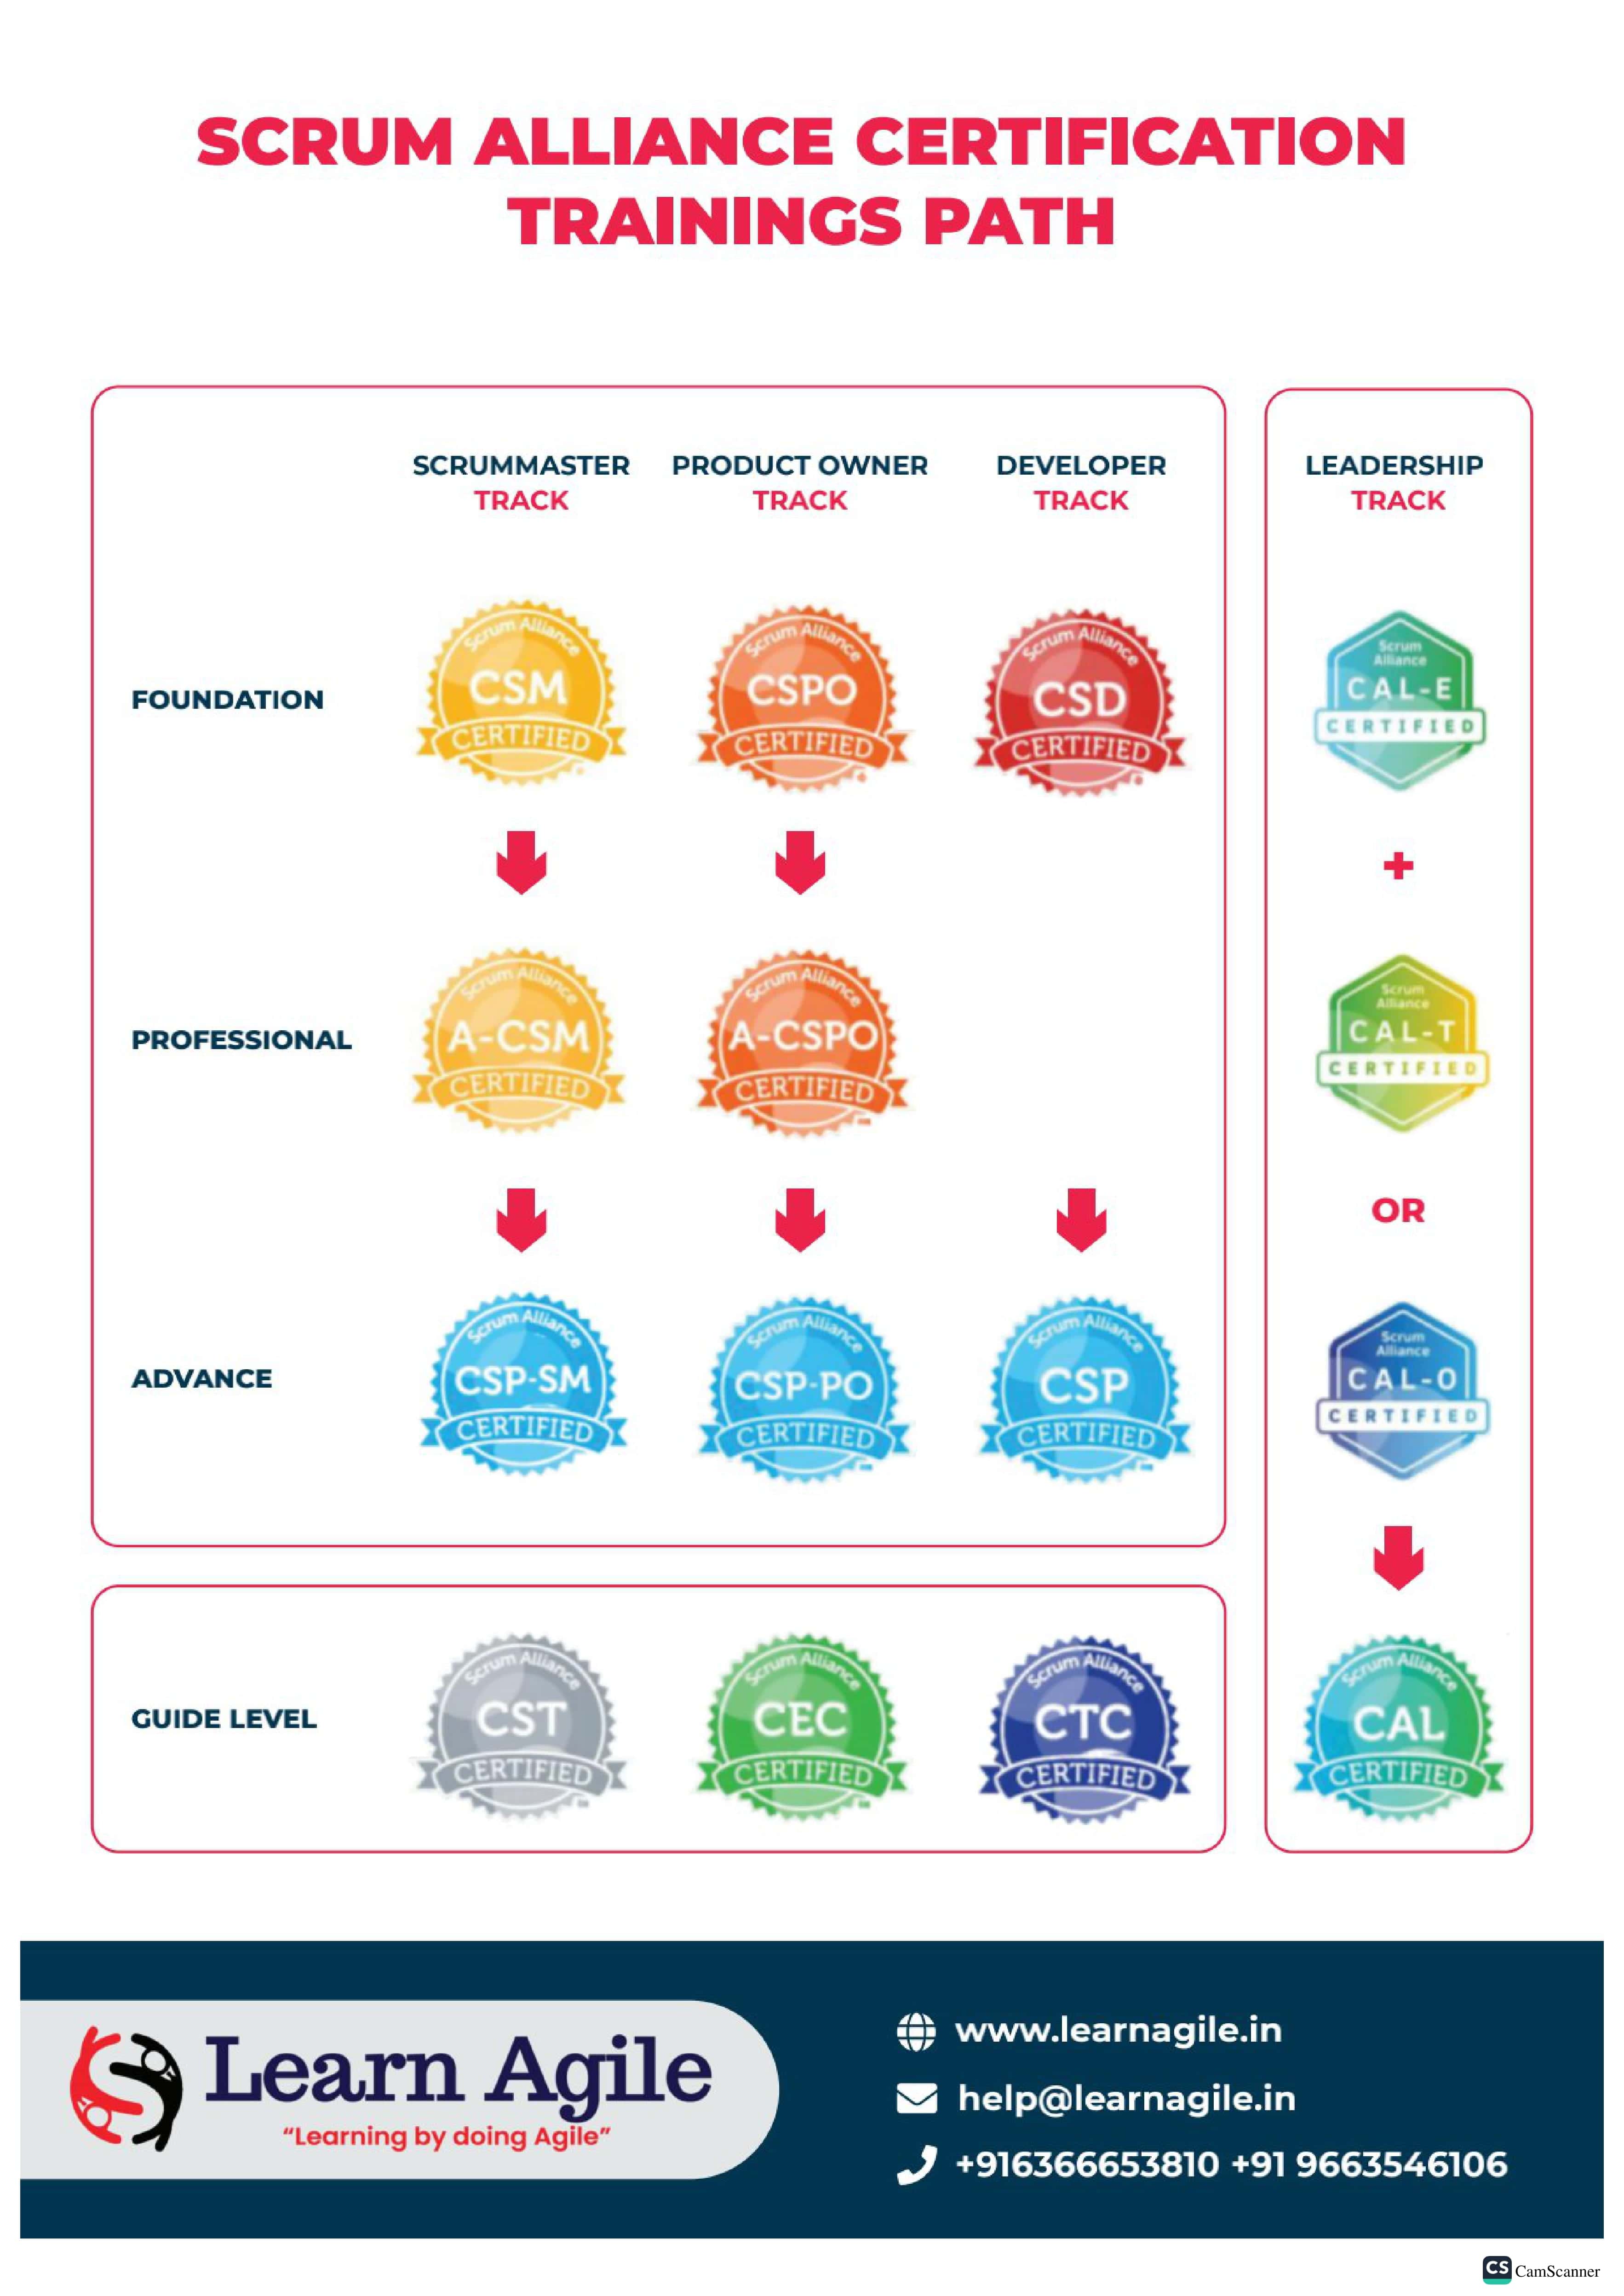 SCRUM ALLIANCE CERTIFICATION
TRAININGS PATH
SCRUMMASTER
TRACK
PRODUCT OWNER
TRACK
DEVELOPER
TRACK
LEADERSHIP
TRACK
FOUNDATION
Scrum Alliance
CSM
CERTIFIED
Scrum Alliance
CSPO
CERTIFIED
Scrum Alliance
CSD
CERTIFIED
Scrum
Alliance
CAL-E
CERTIFIED
+
PROFESSIONAL
Scrum Alliance
A-CSM
CERTIFIED
Scrum Alliance
A-CSPO
CERTIFIED
Scrum
Alliance
CAL-T
CERTIFIED
OR
ADVANCE
Scrum Alliance
CSP-SM
CERTIFIED
Scrum Alliance
CSP-PO
CERTIFIED
Scrum Alliance
CSP
CERTIFIED
Scrum
Alliance
CAL-O
CERTIFIED
GUIDE LEVEL
Scrum Alliance
CST
CERTIFIED
Scrum Alliance
CEC
CERTIFIED
Scrum Alliance
CTC
CERTIFIED
Scrum Alliance
CAL
CERTIFIED
Learn Agile
“Learning by doing Agile”
www.learnagile.in
help@learnagile.in
+916366653810 +91 9663546106
CS CamScanner